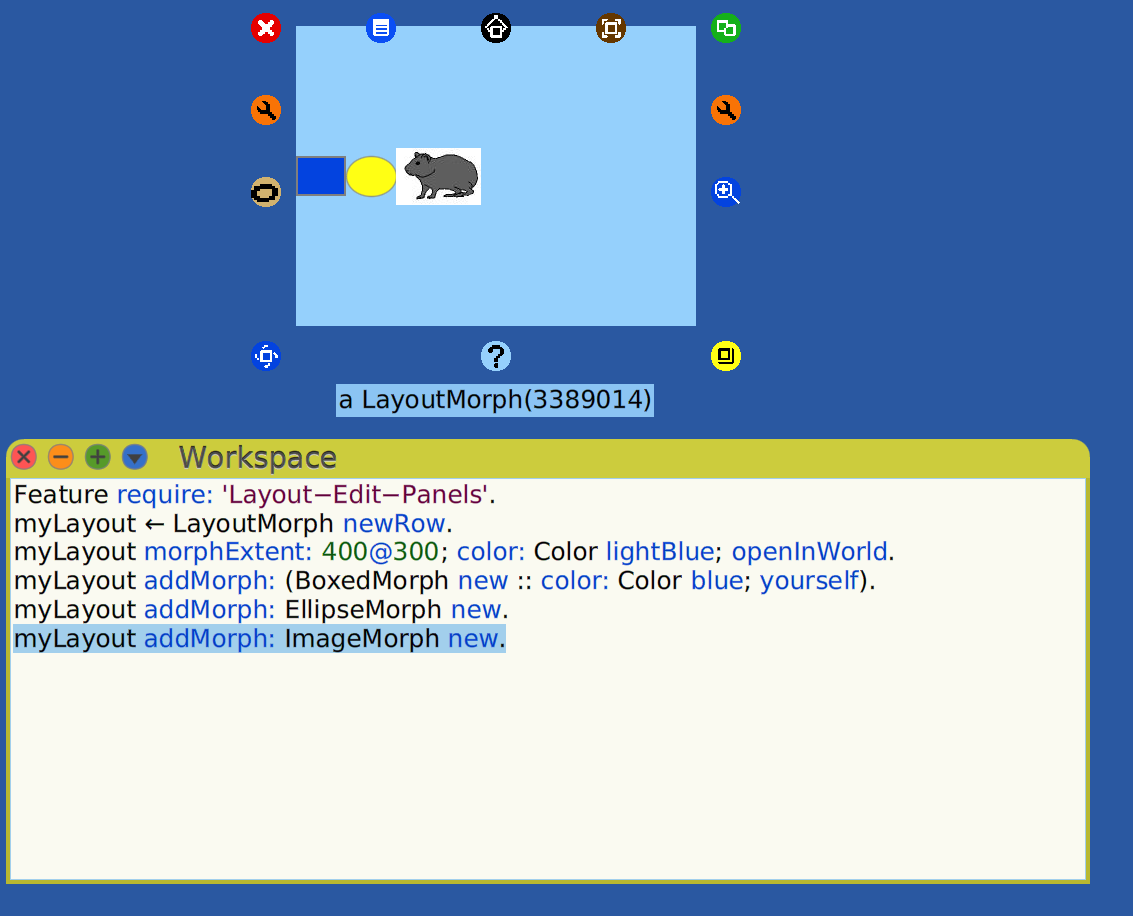 ?
a LayoutMorph(3389014)
Workspace
Feature require: 'Layout−Edit−Panels'.
myLayout ← LayoutMorph newRow.
myLayout morphExtent: 400@300; color: Color lightBlue; openInWorld.
myLayout addMorph: (BoxedMorph new :: color: Color blue; yourself).
myLayout addMorph: EllipseMorph new.
myLayout addMorph: ImageMorph new.